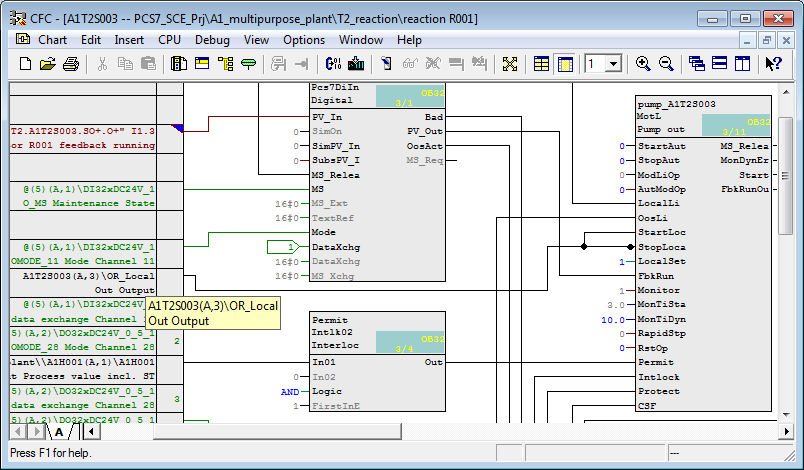 CFC - [A1T2S003 -- PCS7_SCE_Prj\A1_multipurpose_plant\T2_reaction\reaction R001]
Chart Edit Insert CPU Debug View Options Window Help
1
T2.A1T2S003.SO+.O+" I1.3
or R001 feedback running
@(5)(A,1)\DI32xDC24V_1
O_MS Maintenance State
@(5)(A,1)\DI32xDC24V_1
OMODE_11 Mode Channel 11
A1T2S003(A,3)\OR_Local
Out Output
@(5)(A,1)\DI32xDC24V_1
data exchange Channel
5)(A,2)\DO32xDC24V_0_5_1
OMODE_28 Mode Channel 28
2
plant\\A1H001(A,1)\A1H001
t Process value incl. ST
5)(A,2)\DO32xDC24V_0_5_1
data exchange Channel 28
3
5)(A,2)\DO32xDC24V_0_5_1
A1T2S003(A,3)\OR_Local
Out Output
Pcs7DiIn
Digital
OB32
3/1
PV_In Bad
0 SimOn PV_Out
0 SimPV_In OosAct
0 SubsPV_I MS_Req
MS_Relea
MS
16#0 MS_Ext
16#0 TextRef
Mode
1 DataXchg
16#0 DataXchg
16#0 MS_Xchg
Permit
Intlk02
Interloc
OB32
3/4
In01 Out
0 In02
AND Logic
1 FirstInE
pump_A1T2S003
MotL
Pump out
OB32
3/11
0 StartAut MS_Relea
0 StopAut MonDynEr
0 ModLiOp Start
0 AutModOp FbkRunOu
LocalLi
OosLi
StartLoc
StopLoca
1 LocalSet
FbkRun
1 Monitor
3.0 MonTiSta
10.0 MonTiDyn
0 RapidStp
0 RstOp
Permit
Intlock
Protect
CSF
A
Press F1 for help.
---